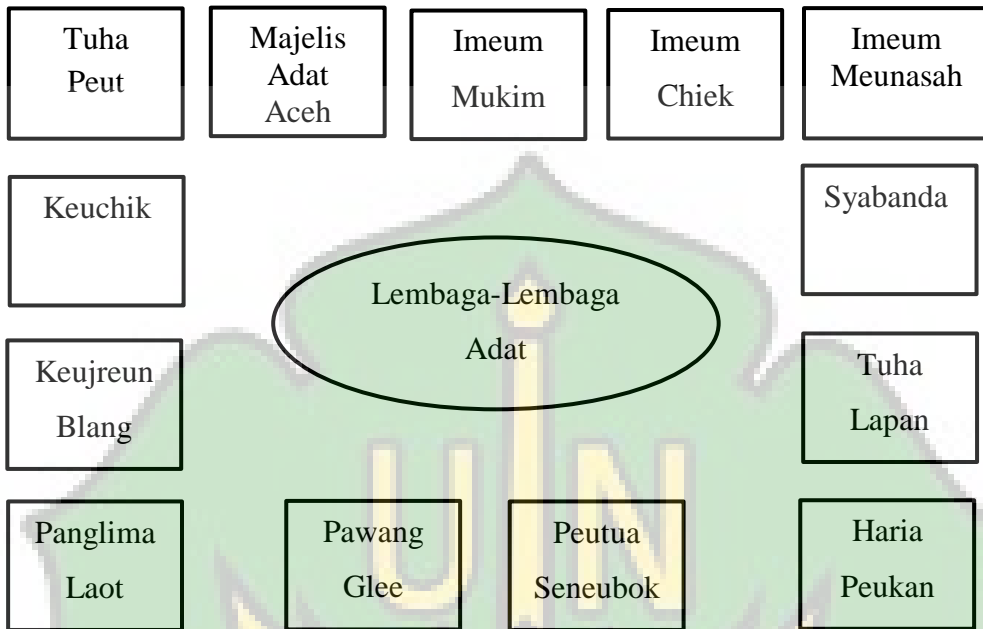 Tuha
Peut
Majelis
Adat
Aceh
Imeum
Mukim
Imeum
Chiek
Imeum
Meunasah
Keuchik
Syabanda
Lembaga-Lembaga
Adat
Keujreun
Blang
Tuha
Lapan
Panglima
Laot
Pawang
Glee
Peutua
Seneubok
Haria
Peukan
UIN